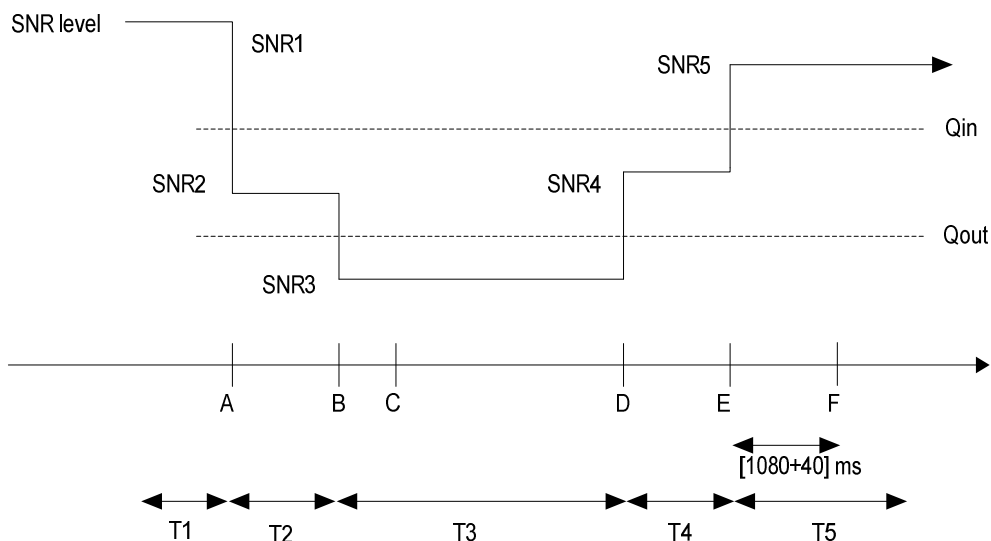 SNR level
SNR1
SNR5
Qin
SNR2
SNR4
Qout
SNR3
A B C D E F
[1080+40] ms
T1 T2 T3 T4 T5